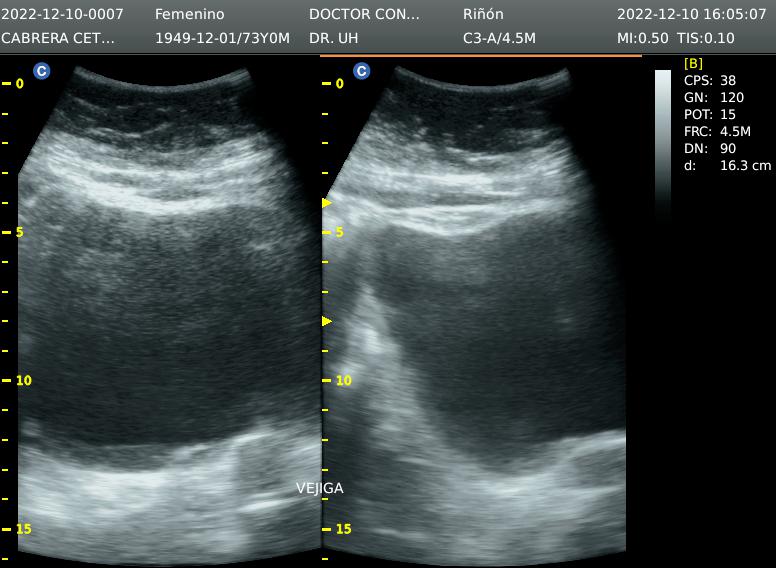 2022-12-10-0007 Femenino DOCTOR CON... Riñón 2022-12-10 16:05:07
CABRERA CET... 1949-12-01/73Y0M DR. UH C3-A/4.5M MI:0.50 TIS:0.10
C
C
[B]
CPS: 38
GN: 120
POT: 15
FRC: 4.5M
DN: 90
d: 16.3 cm
0
5
10
15
0
5
10
15
VEJIGA